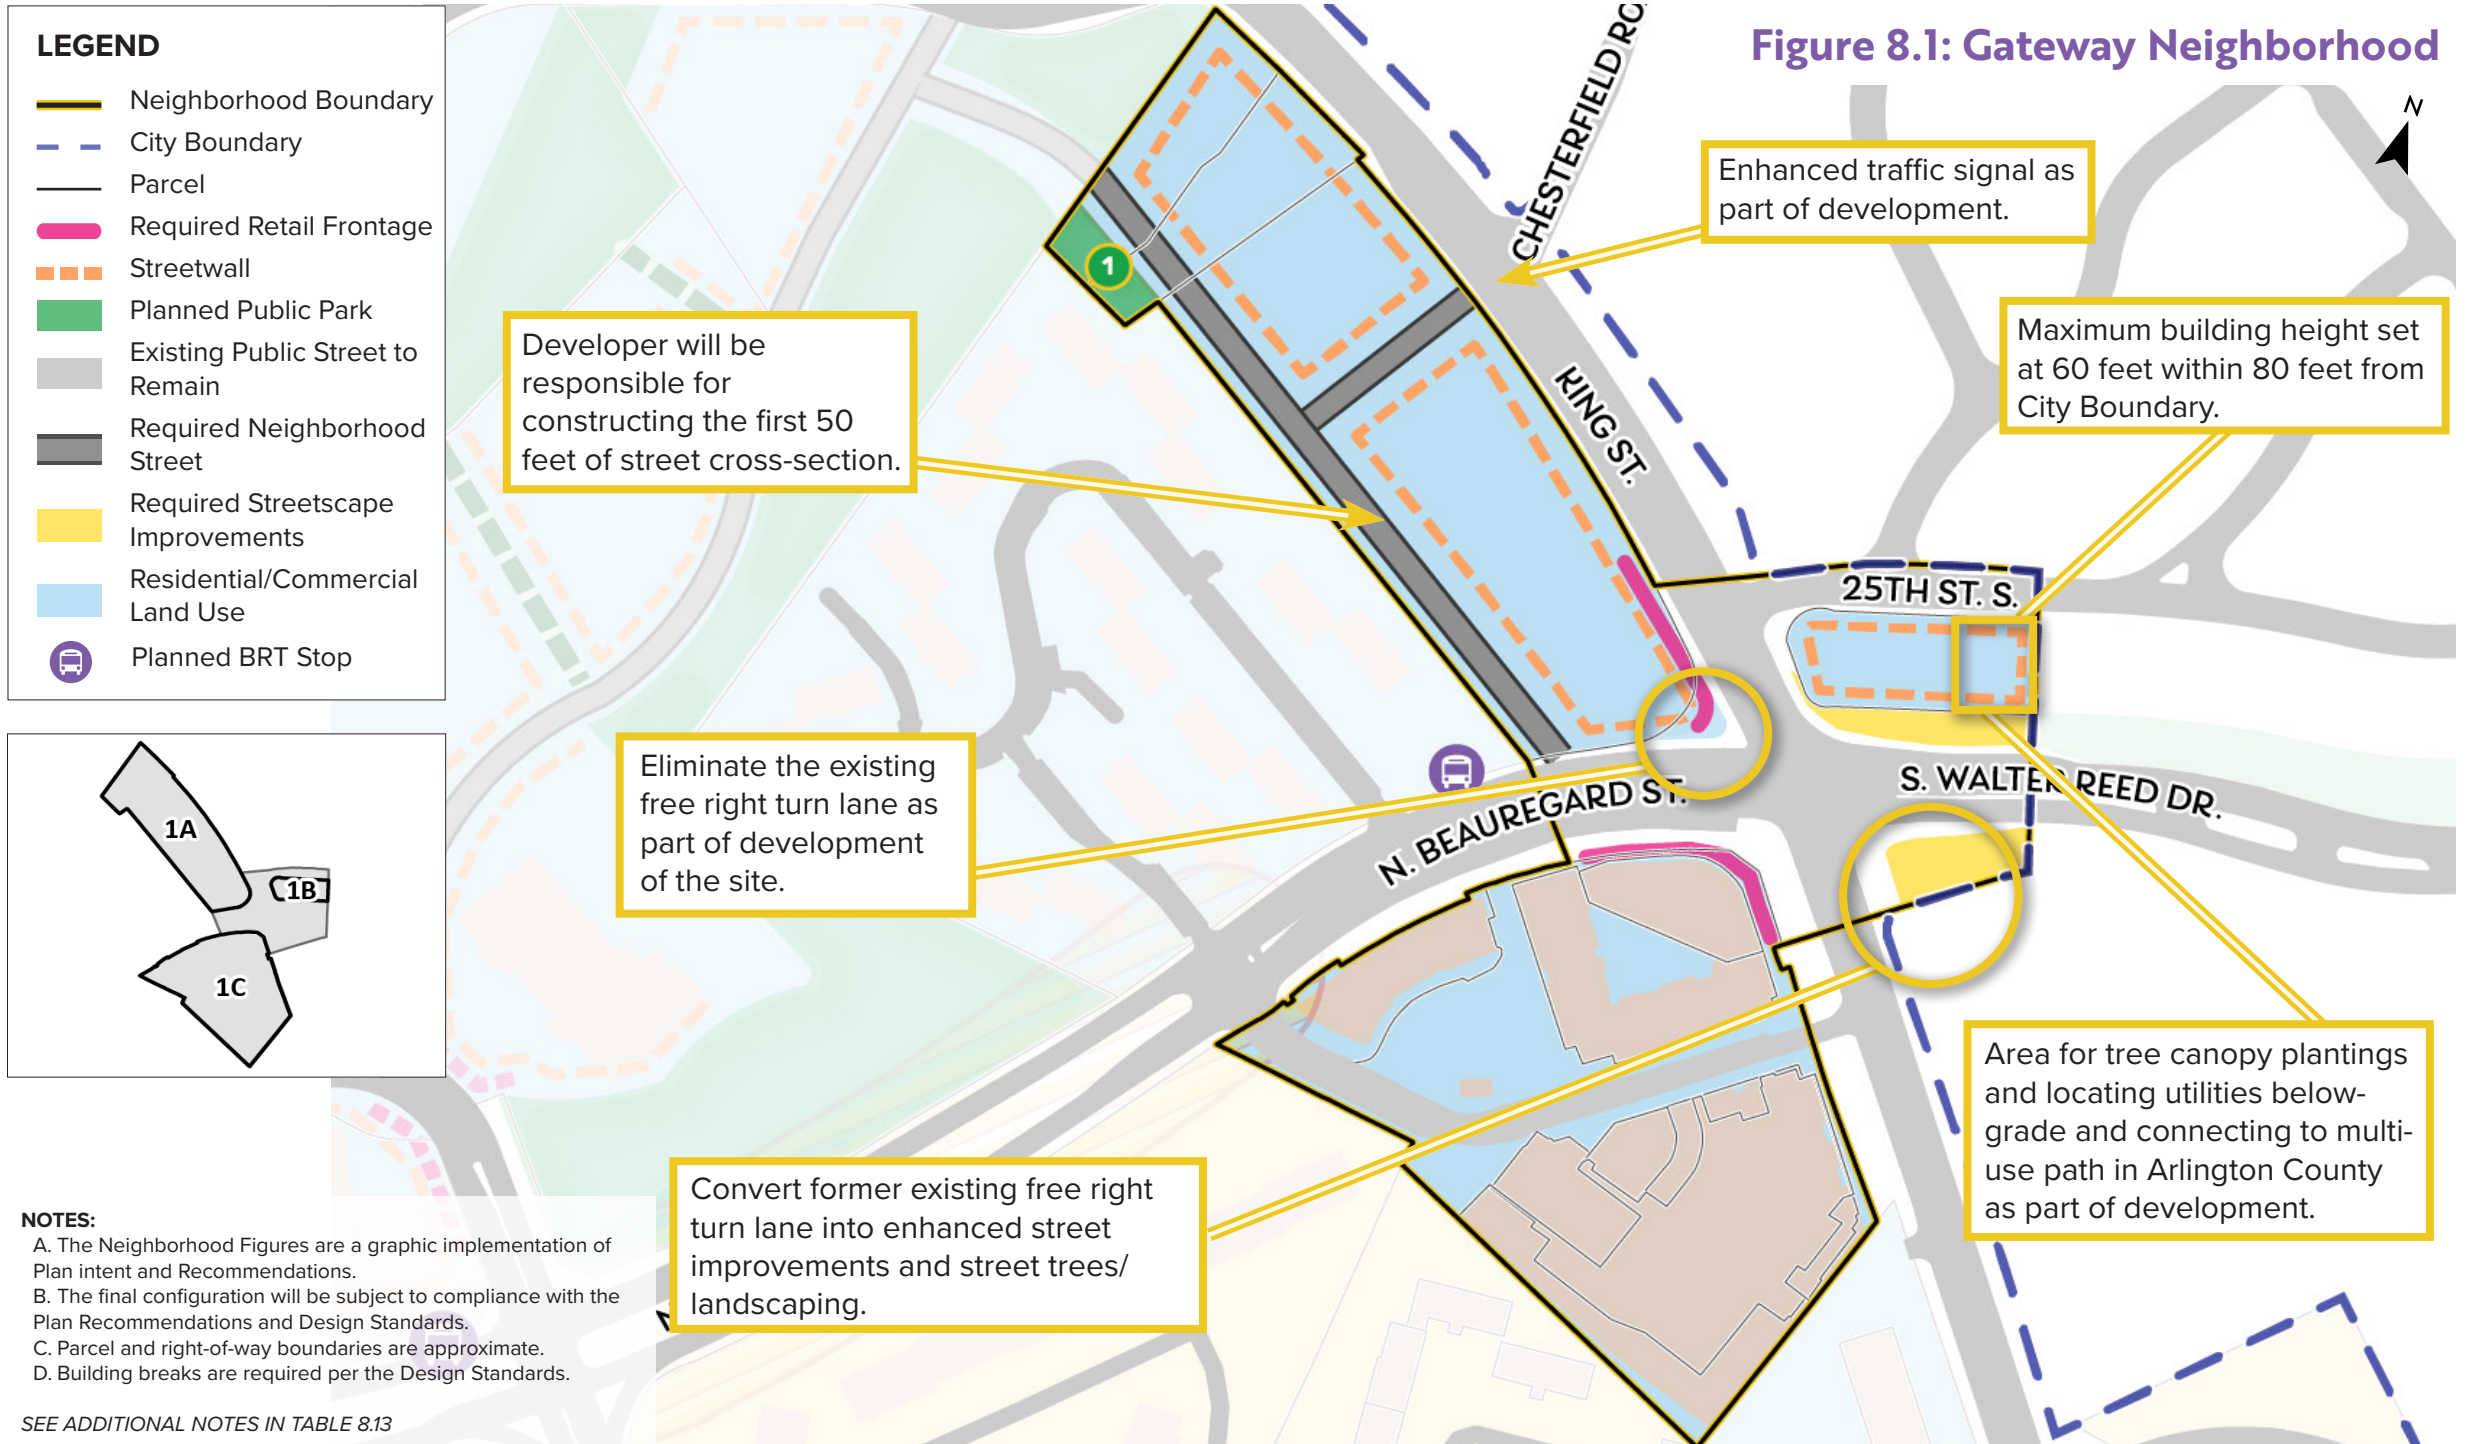 Figure 8.1: Gateway Neighborhood
LEGEND
Neighborhood Boundary
City Boundary
Parcel
Required Retail Frontage
Streetwall
Planned Public Park
Existing Public Street to
Remain
Required Neighborhood
Street
Required Streetscape
Improvements
Residential/Commercial
Land Use
Planned BRT Stop
N
CHESTERFIELD RO
Enhanced traffic signal as
part of development.
1
Maximum building height set
at 60 feet within 80 feet from
City Boundary.
Developer will be
responsible for
constructing the first 50
feet of street cross-section.
KING ST.
25TH ST. S.
Eliminate the existing
free right turn lane as
part of development
of the site.
N. BEAUREGARD ST.
S. WALTER REED DR.
1A
1B
1C
Area for tree canopy plantings
and locating utilities below-
grade and connecting to multi-
use path in Arlington County
as part of development.
Convert former existing free right
turn lane into enhanced street
improvements and street trees/
landscaping.
NOTES:
A. The Neighborhood Figures are a graphic implementation of
Plan intent and Recommendations.
B. The final configuration will be subject to compliance with the
Plan Recommendations and Design Standards.
C. Parcel and right-of-way boundaries are approximate.
D. Building breaks are required per the Design Standards.
SEE ADDITIONAL NOTES IN TABLE 8.13